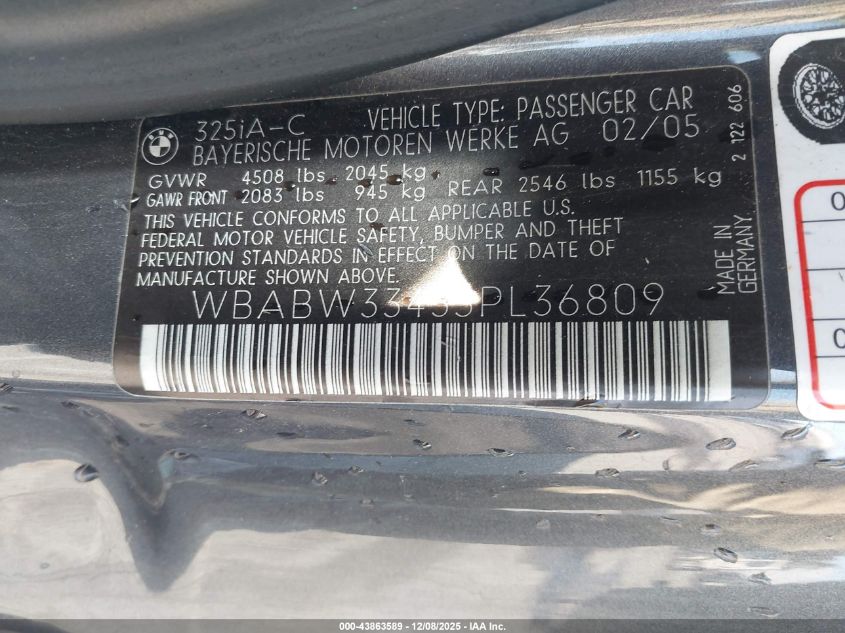 325iA-C VEHICLE TYPE: PASSENGER CAR
BAYERISCHE MOTOREN WERKE AG 02/05
GVWR 4508 lbs 2045 kg
GAWR FRONT 2083 lbs 945 kg REAR 2546 lbs 1155 kg
THIS VEHICLE CONFORMS TO ALL APPLICABLE U.S.
FEDERAL MOTOR VEHICLE SAFETY, BUMPER AND THEFT
PREVENTION STANDARDS IN EFFECT ON THE DATE OF
MANUFACTURE SHOWN ABOVE.
WBABW33435PL36809
2 122 606
MADE IN
GERMANY.
000-43863589 - 12/08/2025 - IAA Inc.